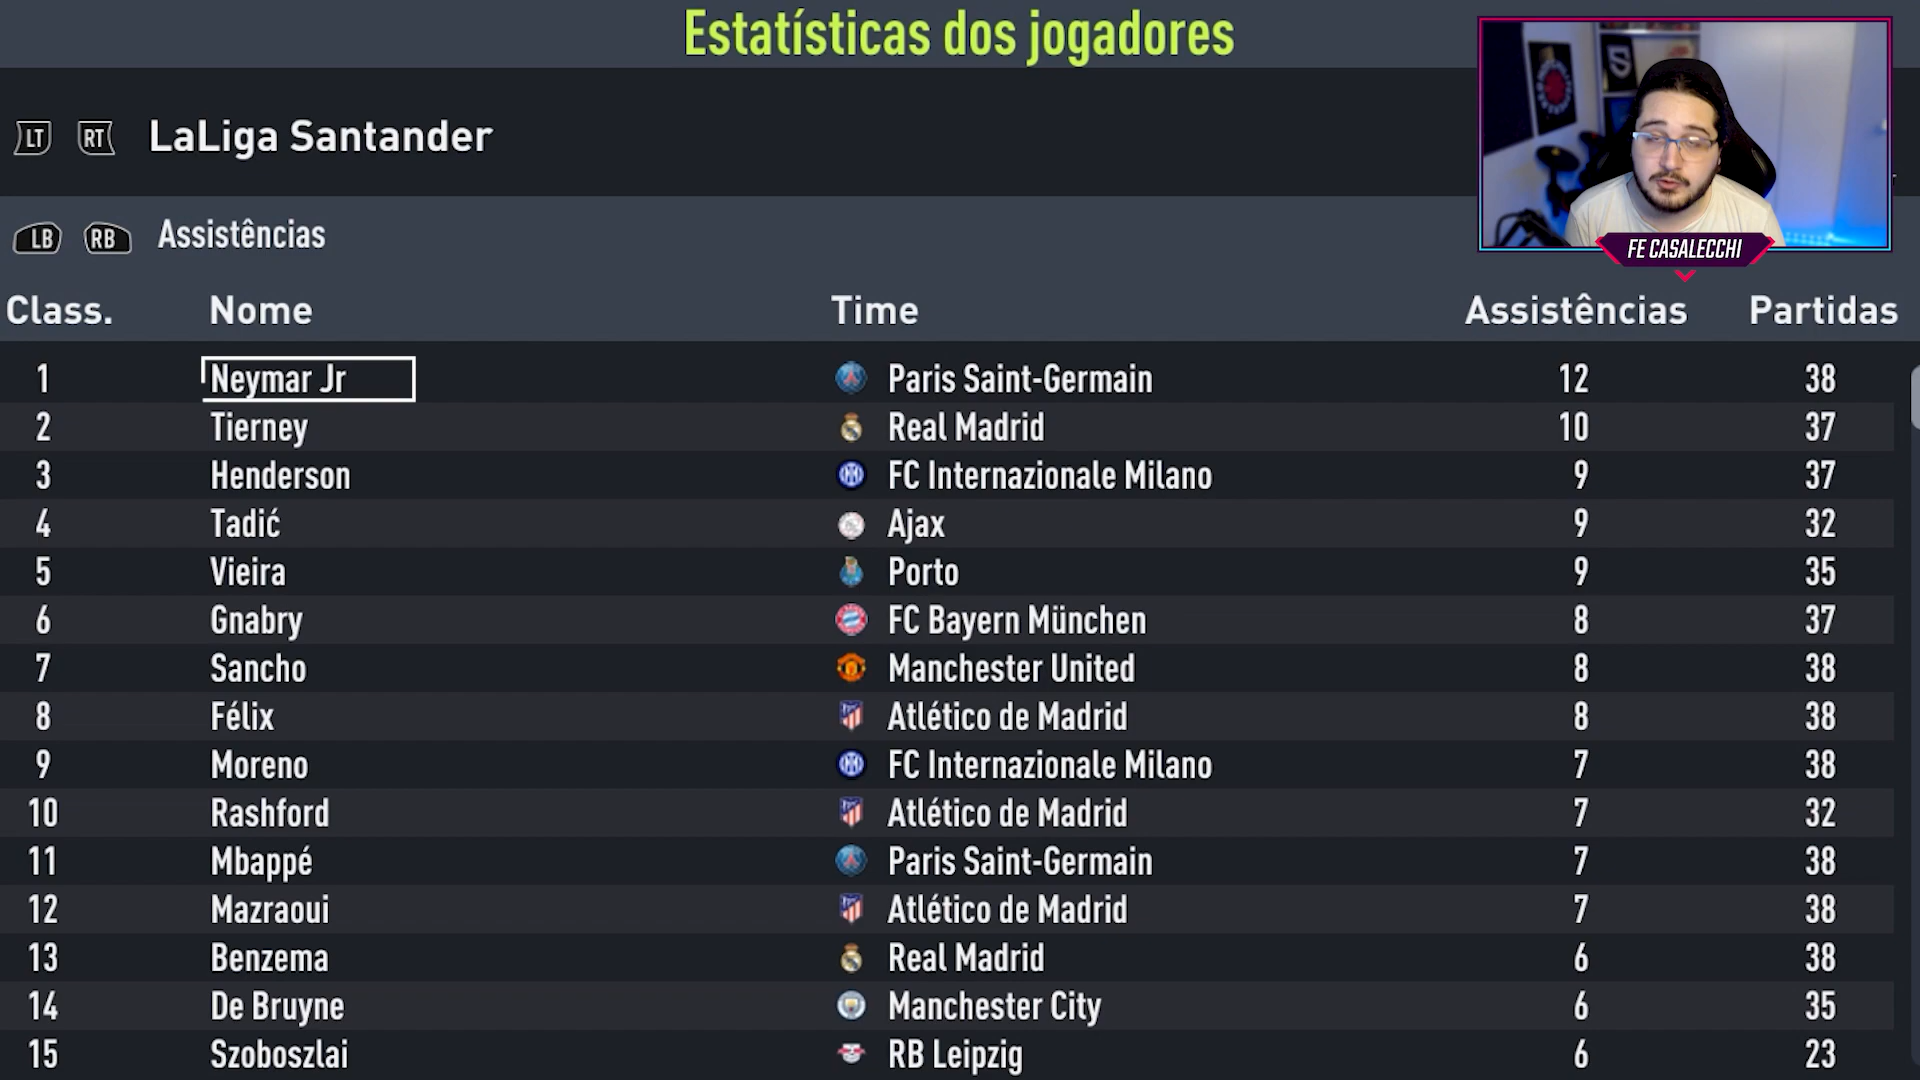 Estatísticas dos jogadores
LT RT LaLiga Santander
LB RB Assistências
FE CASALECCHI
Class. Nome Time Assistências Partidas
1 Neymar Jr Paris Saint-Germain 12 38
2 Tierney Real Madrid 10 37
3 Henderson FC Internazionale Milano 9 37
4 Tadić Ajax 9 32
5 Vieira Porto 9 35
6 Gnabry FC Bayern München 8 37
7 Sancho Manchester United 8 38
8 Félix Atlético de Madrid 8 38
9 Moreno FC Internazionale Milano 7 38
10 Rashford Atlético de Madrid 7 32
11 Mbappé Paris Saint-Germain 7 38
12 Mazraoui Atlético de Madrid 7 38
13 Benzema Real Madrid 6 38
14 De Bruyne Manchester City 6 35
15 Szoboszlai RB Leipzig 6 23